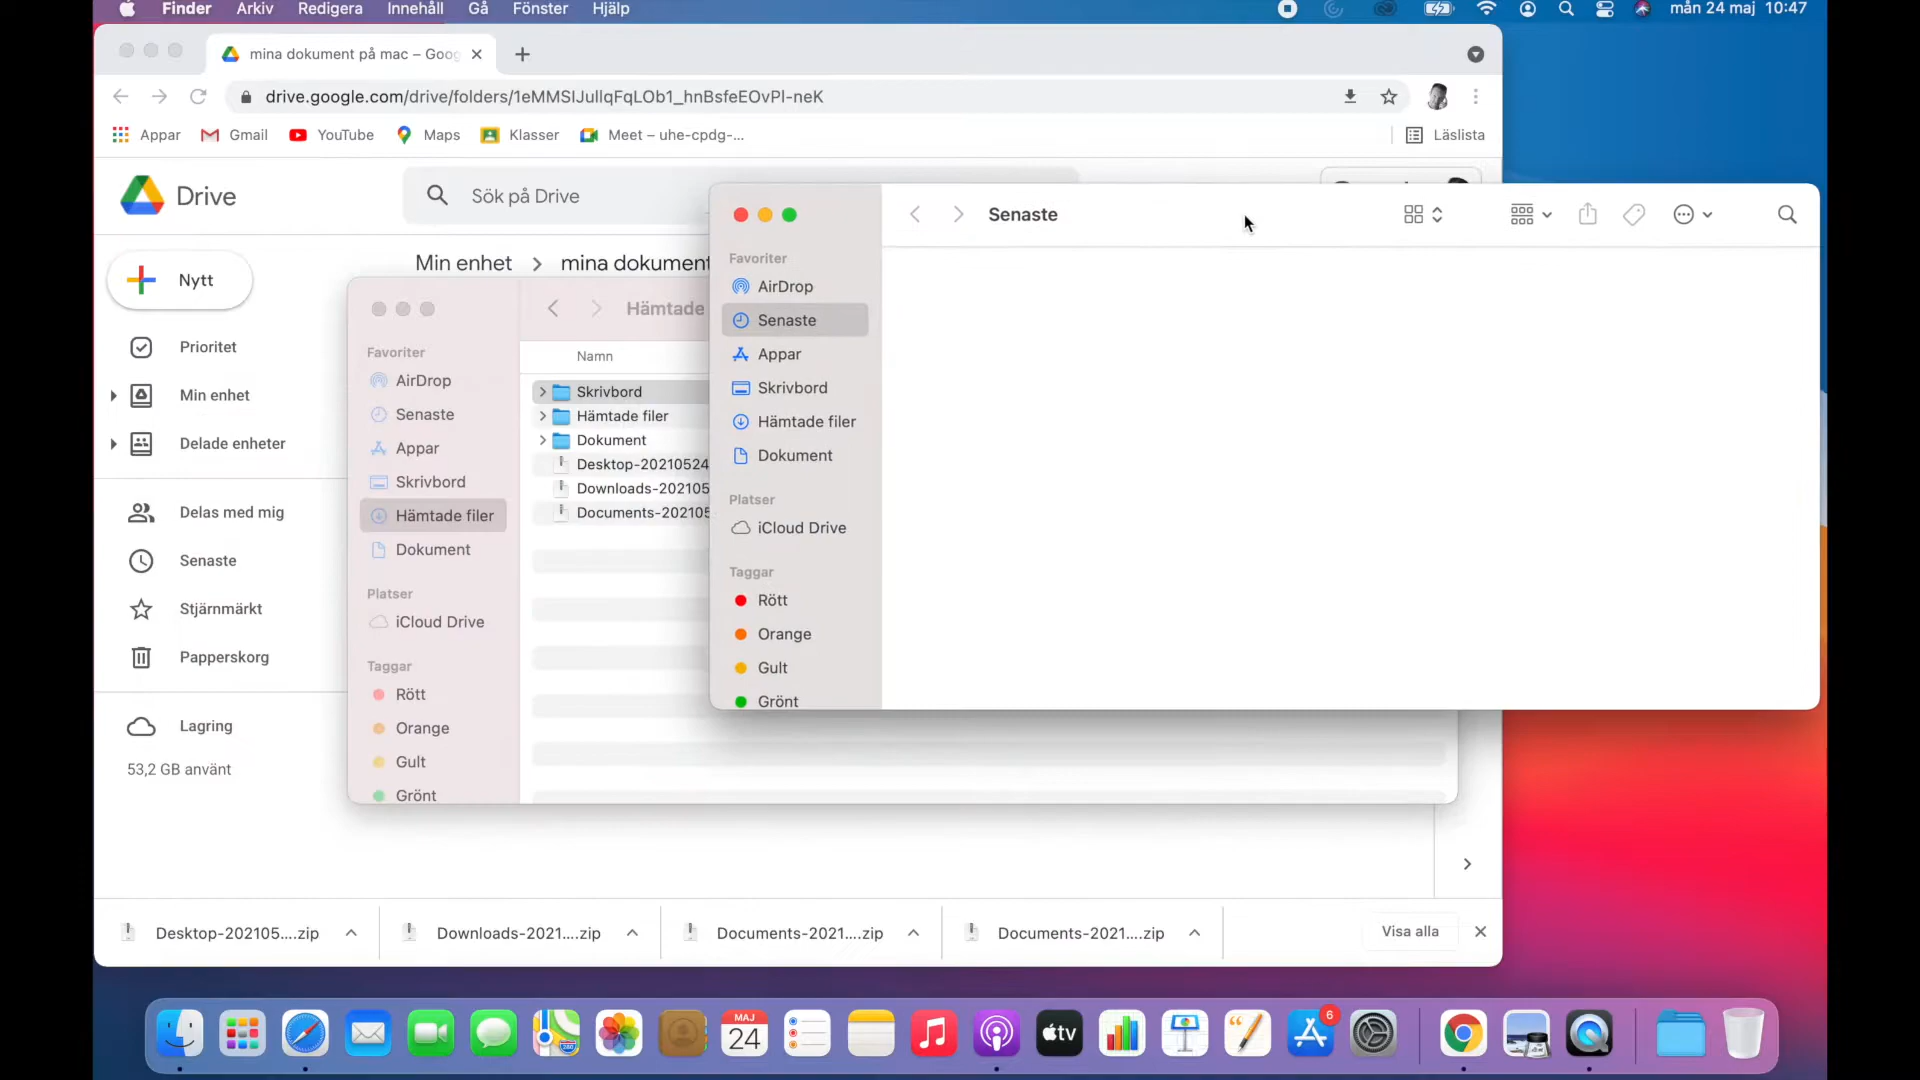 Finder Arkiv Redigera Innehåll Gå Fönster Hjälp mån 24 maj 10:47
mina dokument på mac – Goog
drive.google.com/drive/folders/1eMMSIJulIqFqLOb1_hnBsfeEOvPI-neK
Appar Gmail YouTube Maps Klasser Meet – uhe-cpdg-... Läslista
Drive
Sök på Drive
Nytt
Prioritet
Min enhet
Delade enheter
Delas med mig
Senaste
Stjärnmärkt
Papperskorg
Lagring
53,2 GB använt
Min enhet > mina dokument
Hämtade
Favoriter
AirDrop
Senaste
Appar
Skrivbord
Hämtade filer
Dokument
Platser
iCloud Drive
Taggar
Rött
Orange
Gult
Grönt
Namn
Skrivbord
Hämtade filer
Dokument
Desktop-20210524
Downloads-202105
Documents-202105
Senaste
Favoriter
AirDrop
Senaste
Appar
Skrivbord
Hämtade filer
Dokument
Platser
iCloud Drive
Taggar
Rött
Orange
Gult
Grönt
Desktop-202105....zip
Downloads-2021....zip
Documents-2021....zip
Documents-2021....zip
Visa alla
MAJ
24
tv
6